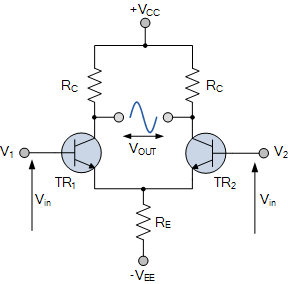 +VCC
RC RC
VOUT
V1 V2
TR1 TR2
Vin Vin
RE
-VEE